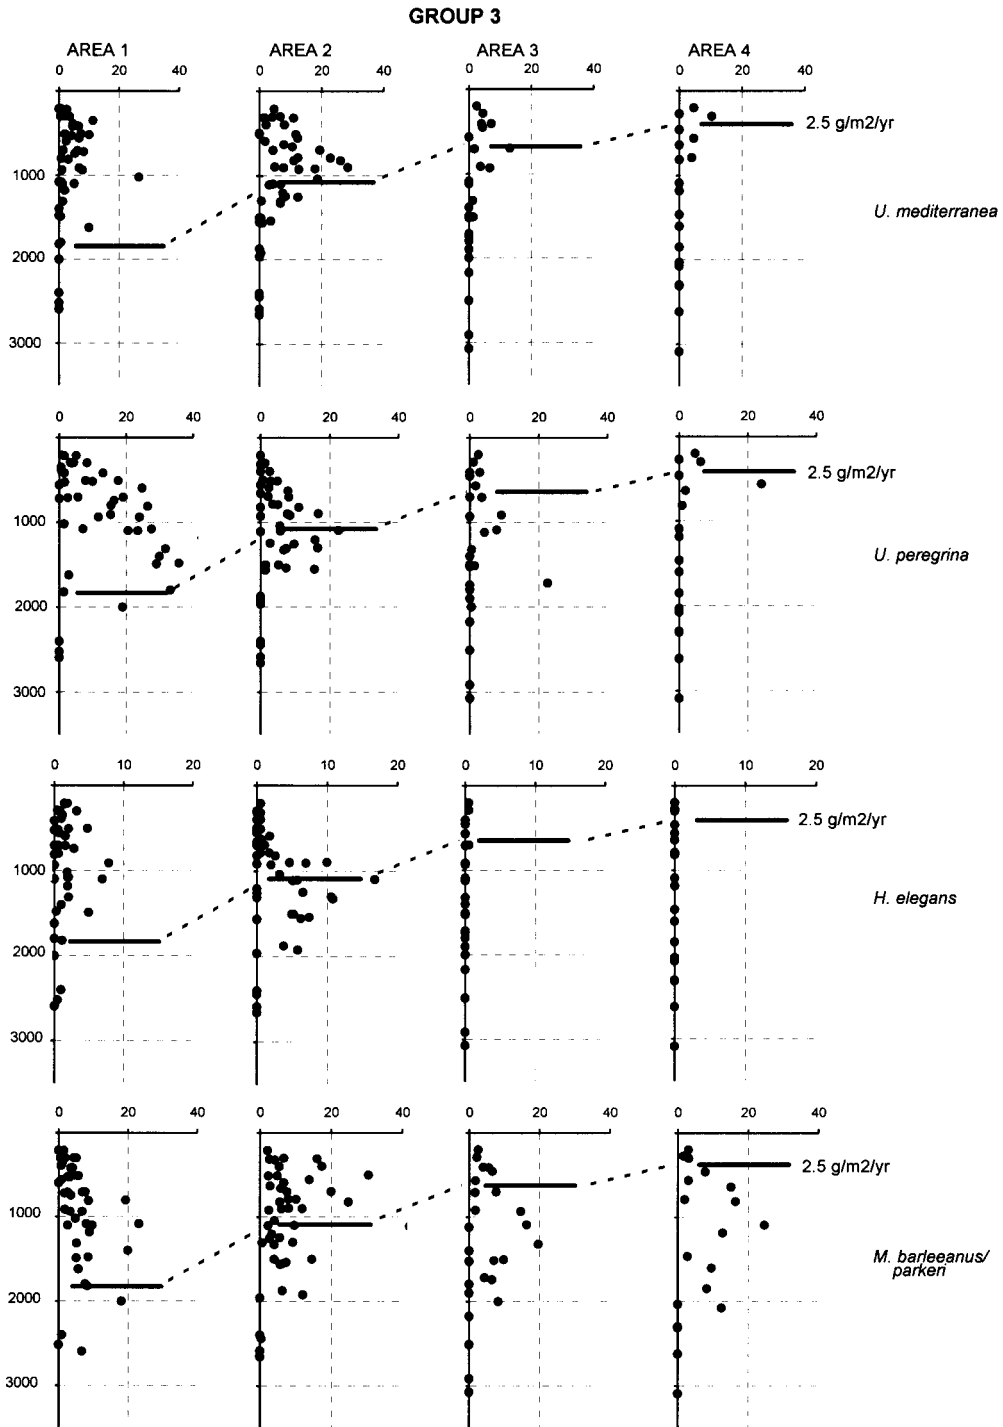 GROUP 3
AREA 1 AREA 2 AREA 3 AREA 4
0 20 40 0 20 40 0 20 40 0 20 40
2.5 g/m2/yr
1000
U. mediterranea
2000
3000
0 20 40 0 20 40 0 20 40 0 20 40
2.5 g/m2/yr
1000
U. peregrina
2000
3000
0 10 20 0 10 20 0 10 20 0 10 20
2.5 g/m2/yr
1000
H. elegans
2000
3000
0 20 40 0 20 40 0 20 40 0 20 40
2.5 g/m2/yr
1000
M. barleeanus/
parkeri
2000
3000